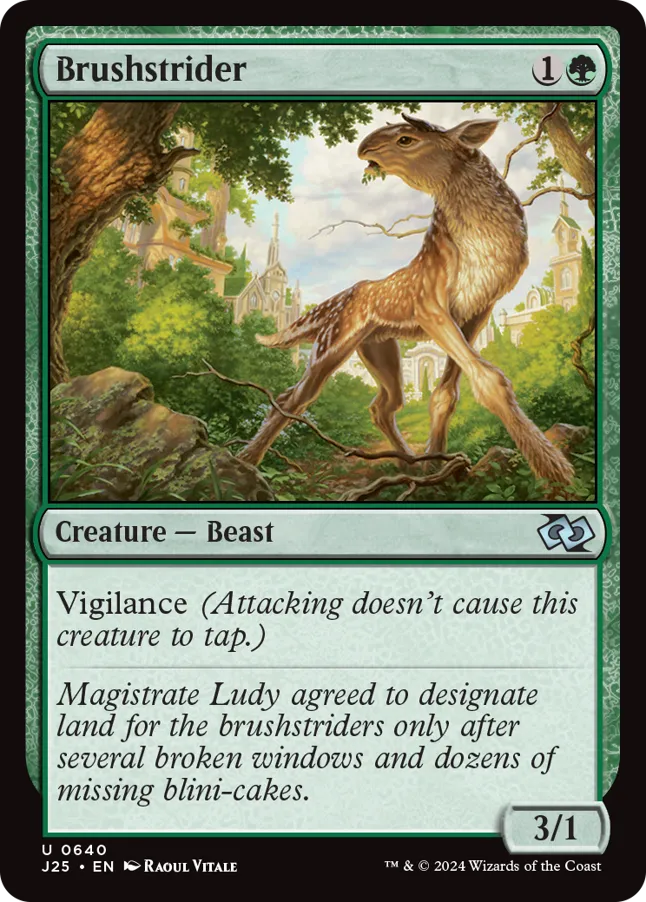 Brushstrider 1
Creature — Beast
Vigilance (Attacking doesn't cause this
creature to tap.)
Magistrate Ludy agreed to designate
land for the brushstriders only after
several broken windows and dozens of
missing blini-cakes.
3/1
U 0640
J25 • EN Raoul Vitale
™ & © 2024 Wizards of the Coast